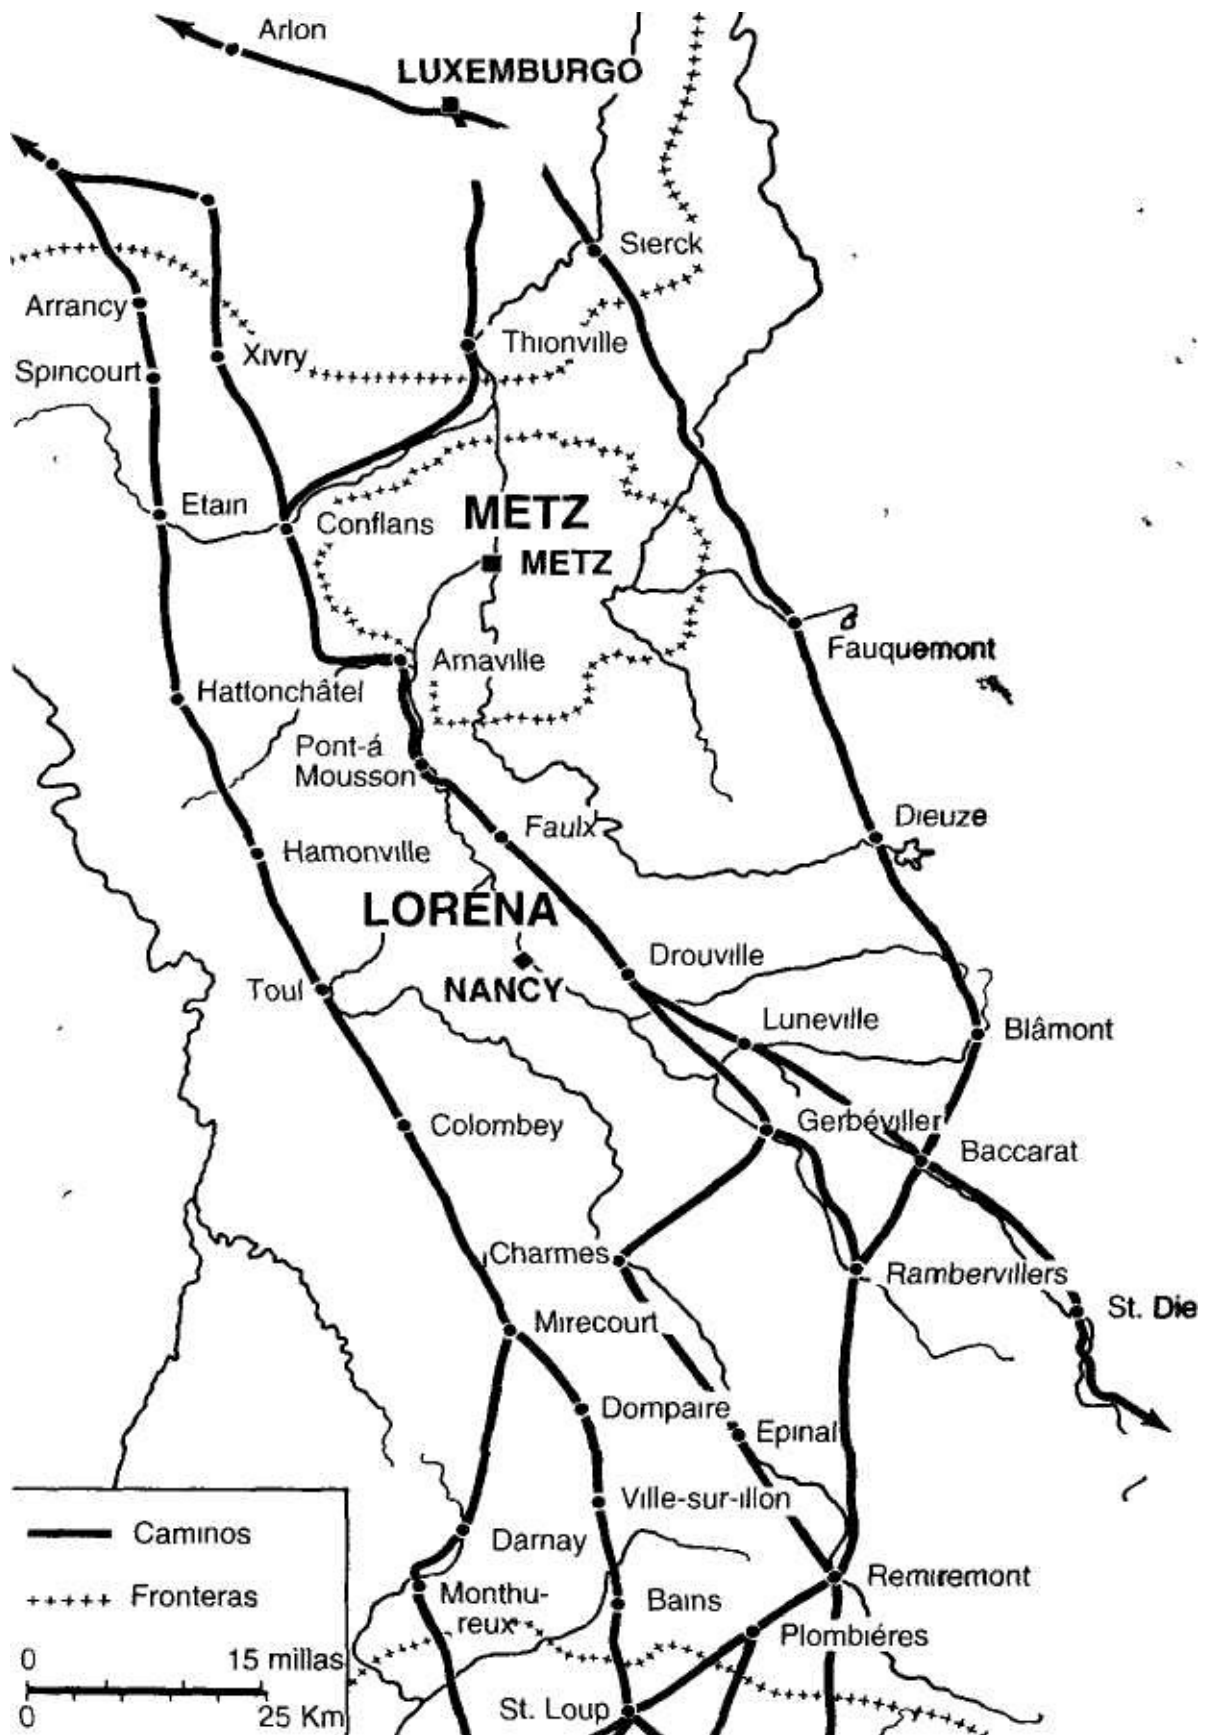 Arlon
LUXEMBURGO
Sierck
Arrancy
Thionville
Xivry
Spincourt
Etain
Conflans
METZ
METZ
Fauquemont
Arnaville
Hattonchâtel
Pont-á
Mousson
Dieuze
Faulx
Hamonville
LORENA
Drouville
Toul
NANCY
Luneville
Blâmont
Colombey
Gerbéviller
Baccarat
Charmes
Rambervillers
St. Die
Mirecourt
Dompaire
Epinal
Ville-sur-illon
Darnay
Remiremont
Monthu-
reux
Bains
Plombiéres
St. Loup
Caminos
Fronteras
0 15 millas
0 25 Km